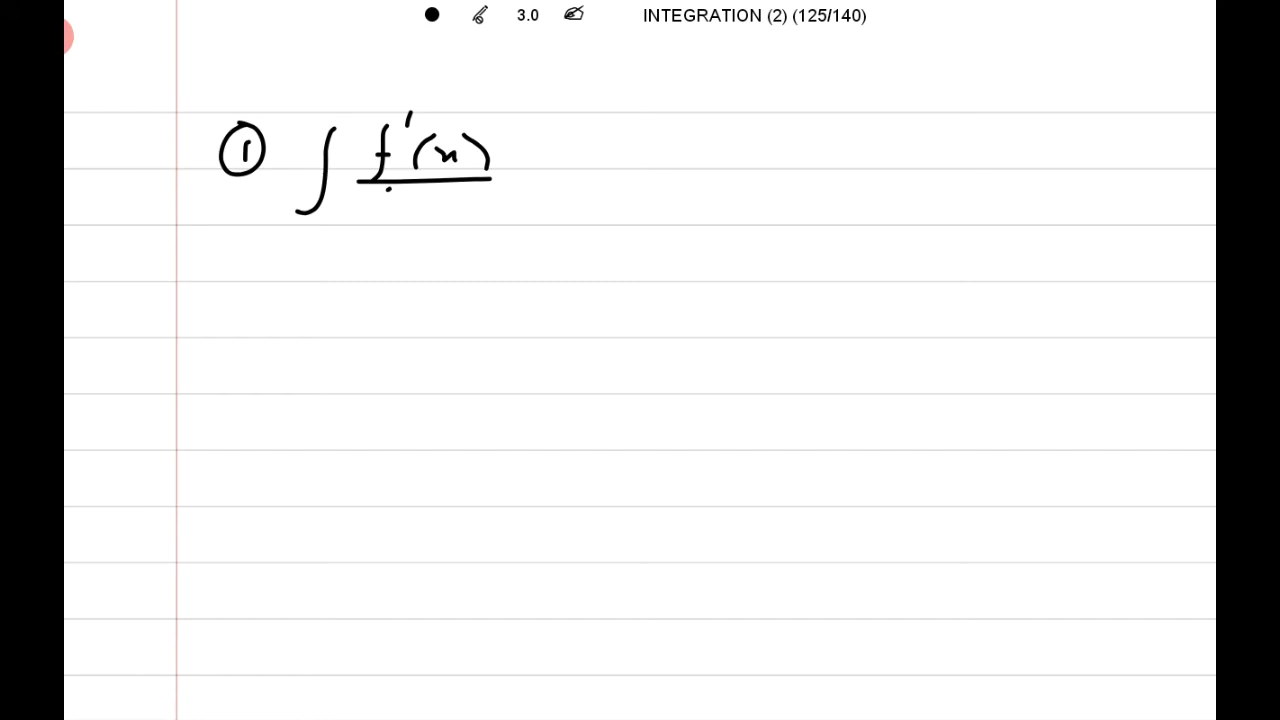 3.0 INTEGRATION (2) (125/140)
① ∫ f'(x)